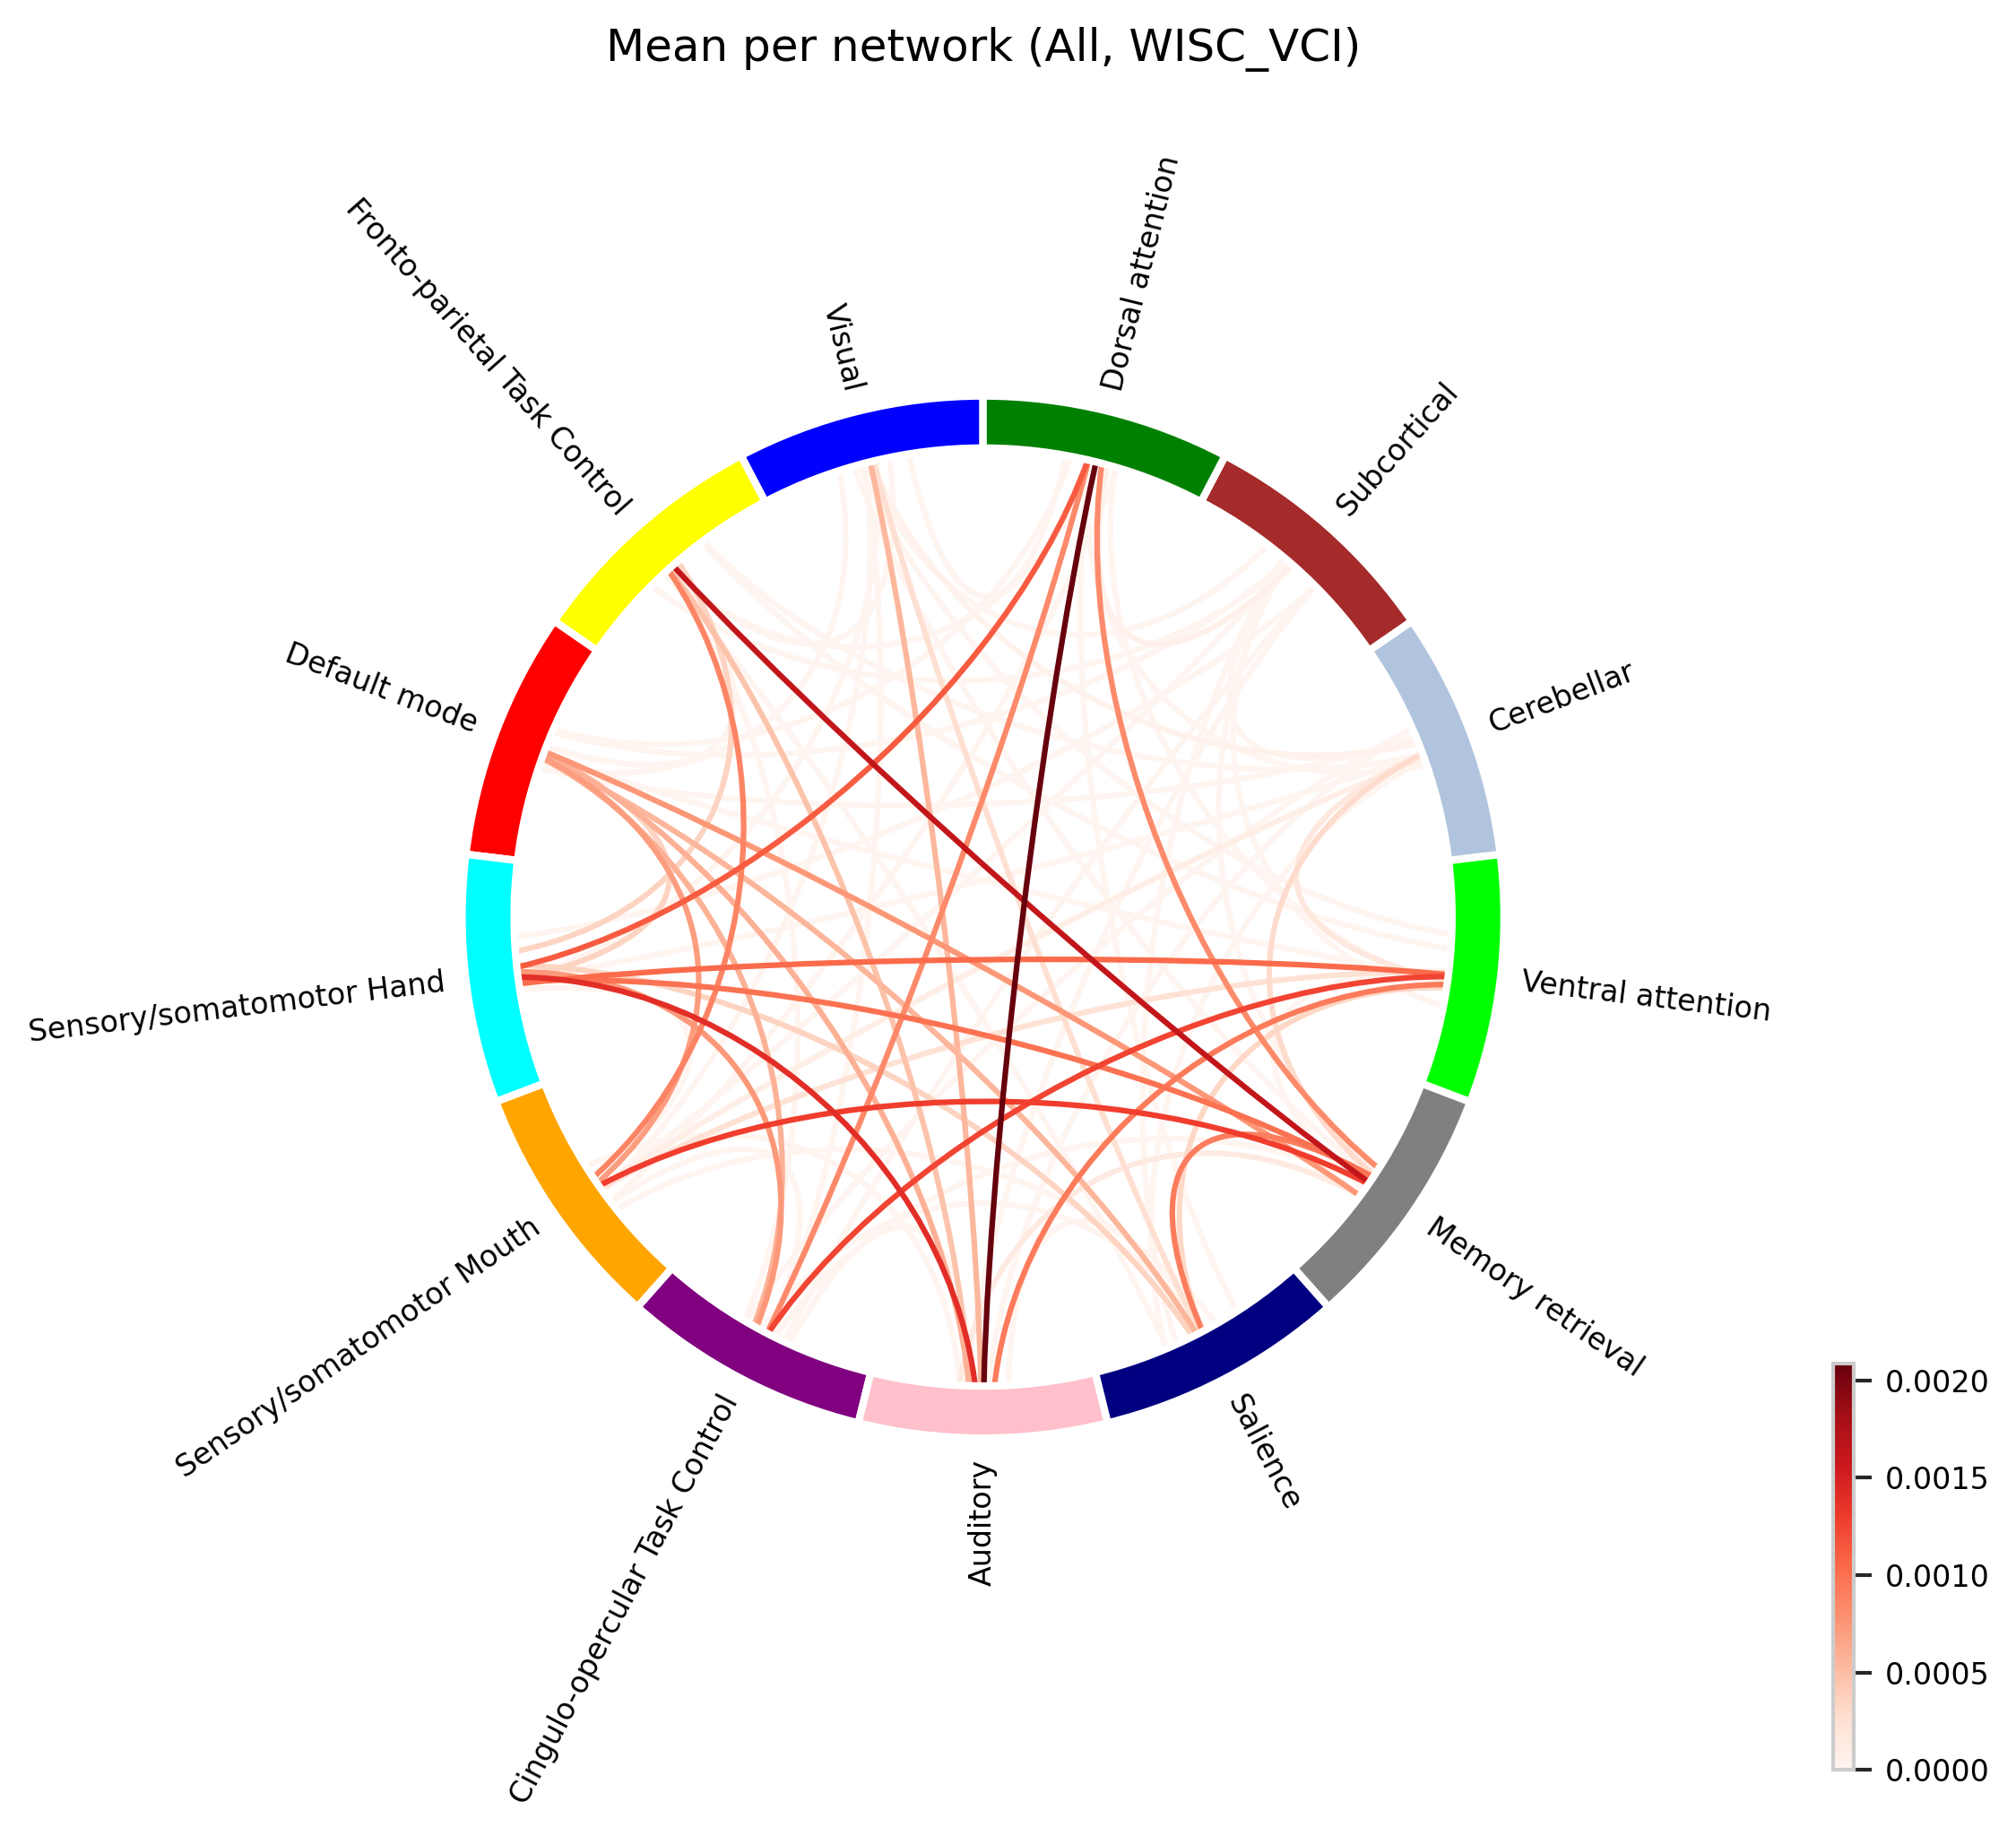 Mean per network (All, WISC_VCI)
Dorsal attention
Subcortical
Cerebellar
Ventral attention
Memory retrieval
Salience
Auditory
Cingulo-opercular Task Control
Sensory/somatomotor Mouth
Sensory/somatomotor Hand
Default mode
Fronto-parietal Task Control
Visual
0.0020
0.0015
0.0010
0.0005
0.0000